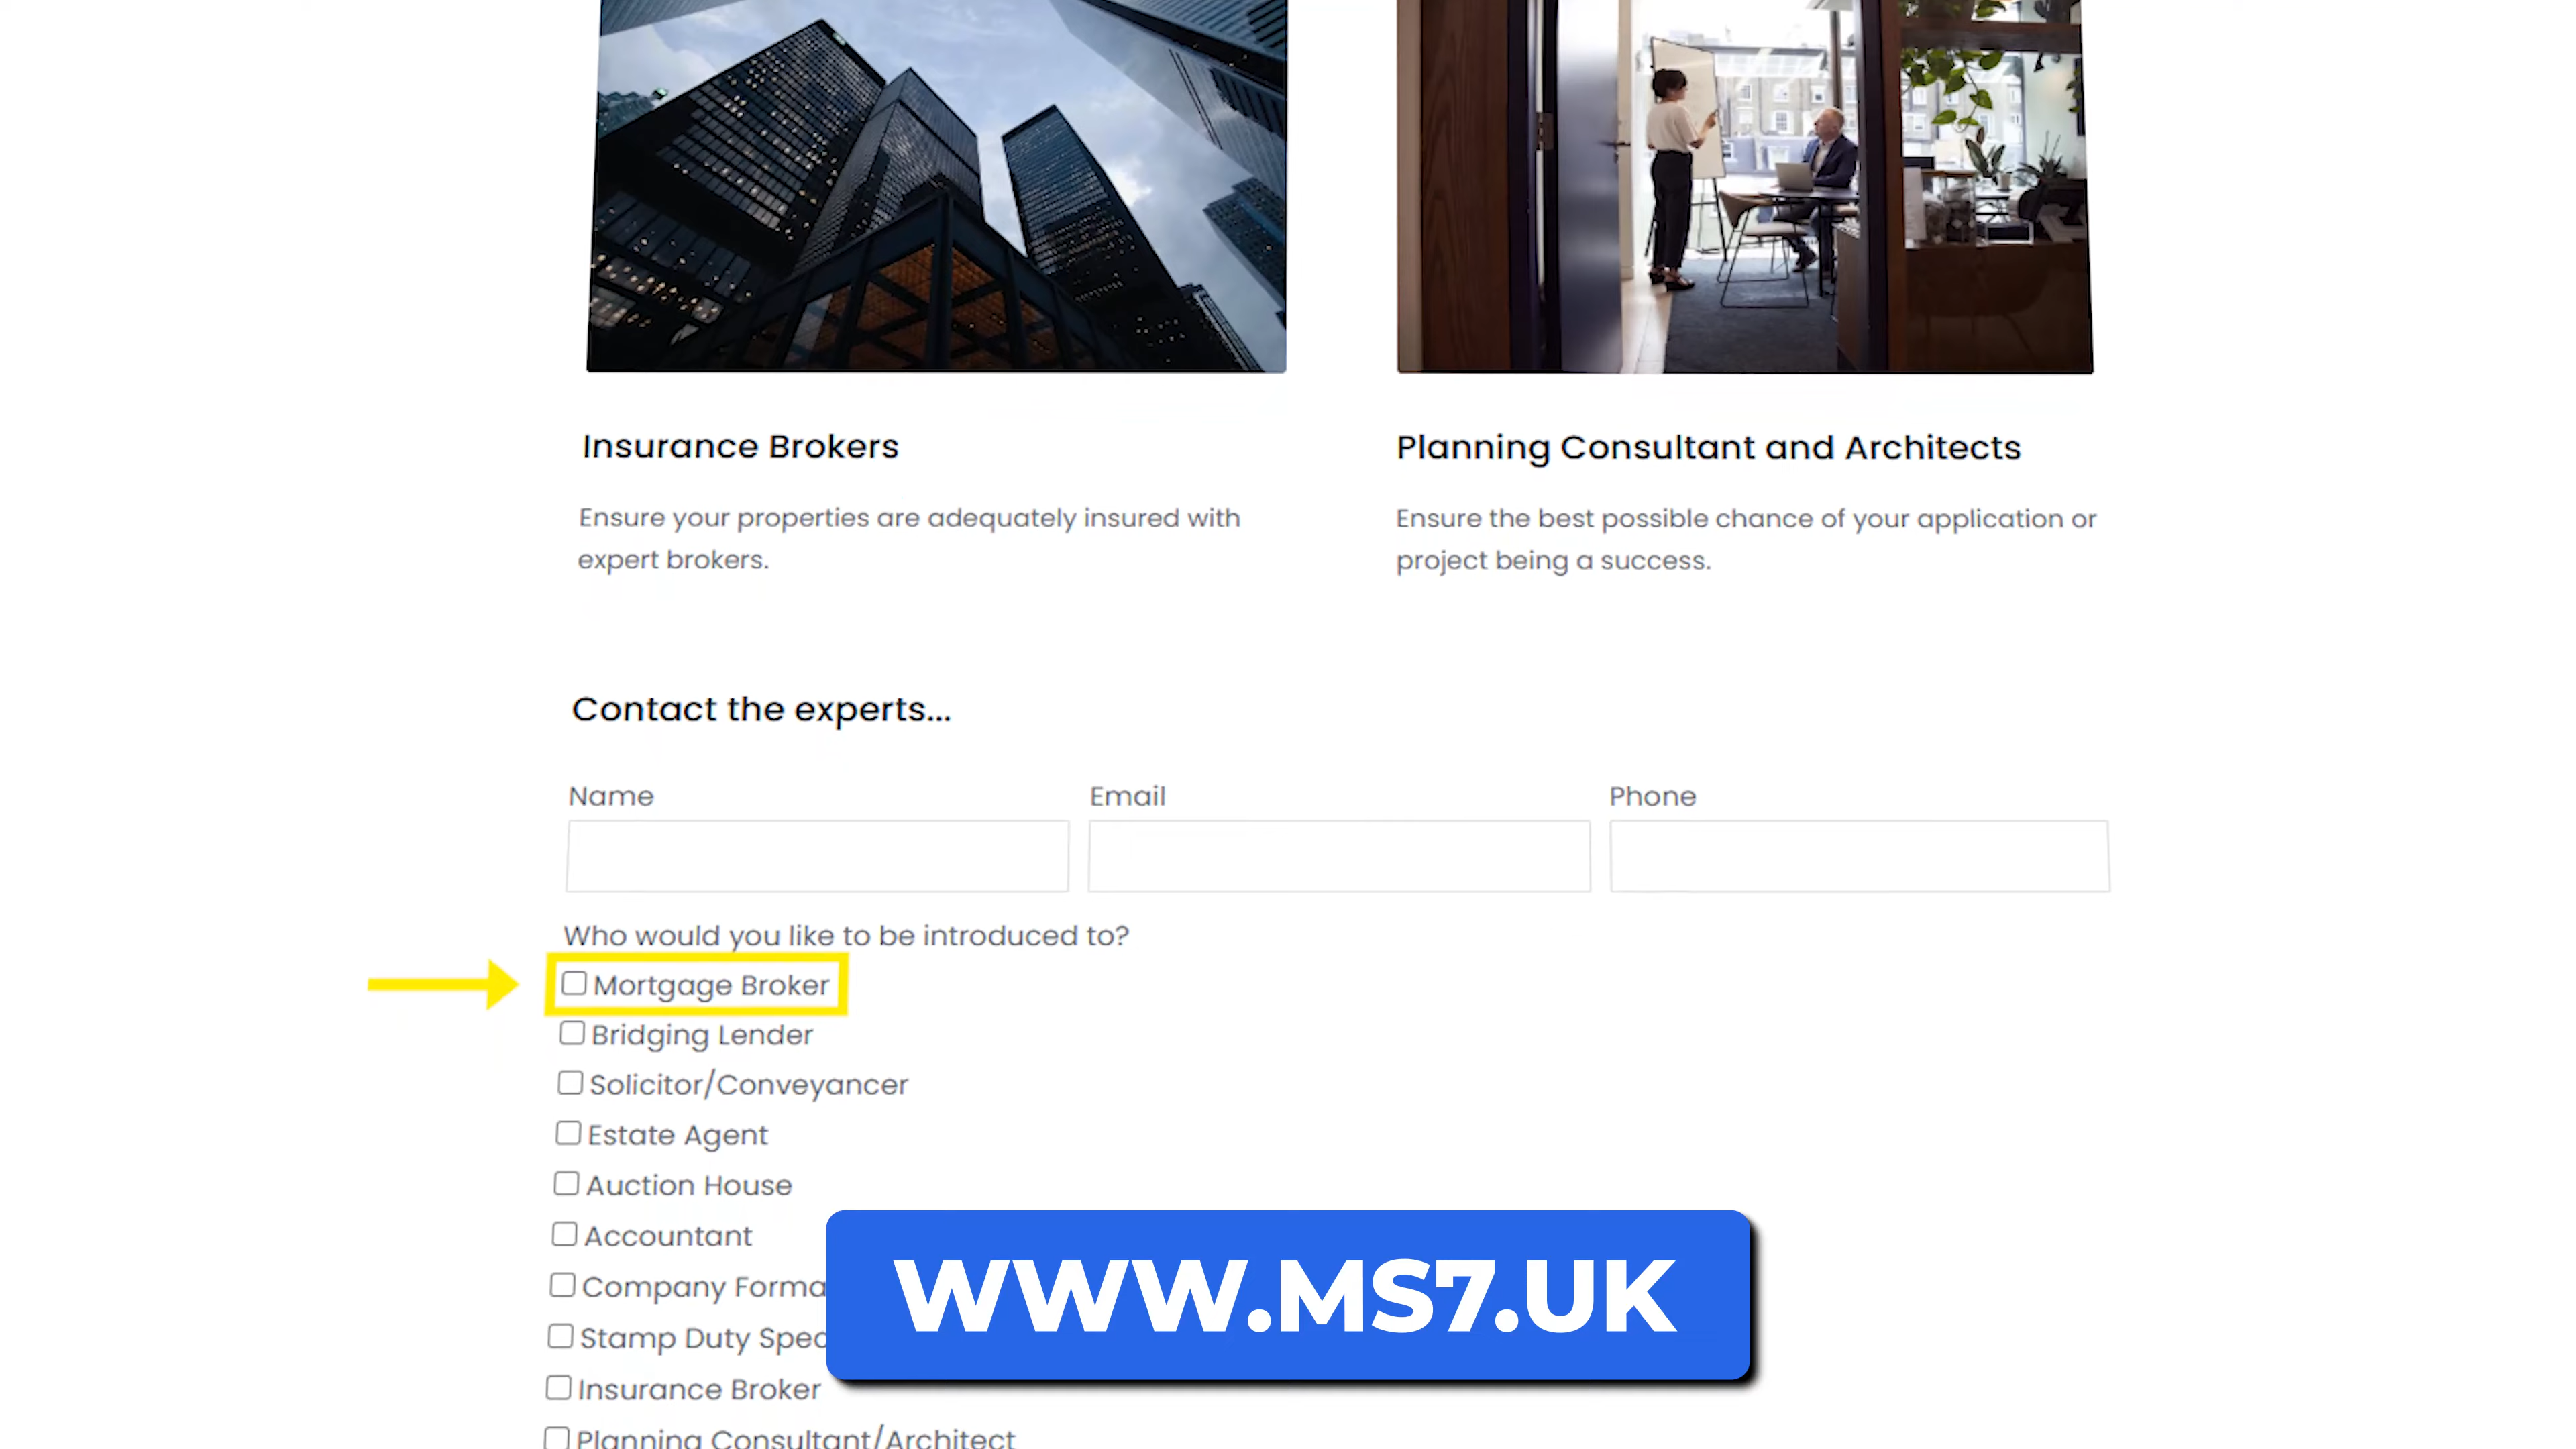 Insurance Brokers
Ensure your properties are adequately insured with
expert brokers.
Planning Consultant and Architects
Ensure the best possible chance of your application or
project being a success.
Contact the experts...
Name
Email
Phone
Who would you like to be introduced to?
Mortgage Broker
Bridging Lender
Solicitor/Conveyancer
Estate Agent
Auction House
Accountant
Company Forma
Stamp Duty Spec
Insurance Broker
Planning Consultant/Architect
WWW.MS7.UK